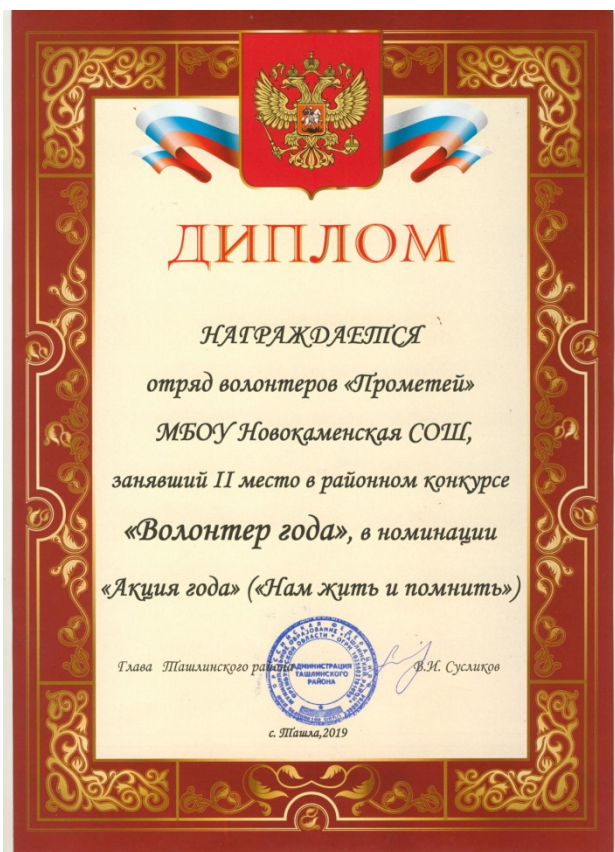 ДИПЛОМ
НАГРАЖДАЕТСЯ
отряд волонтеров «Прометей»
МБОУ Новокаменская СОШ,
занявший II место в районном конкурсе
«Волонтер года», в номинации
«Акция года» («Нам жить и помнить»)
Глава Ташлинского района В.И. Сусликов
АДМИНИСТРАЦИЯ
ТАШЛИНСКОГО
РАЙОНА
с. Ташла,2019